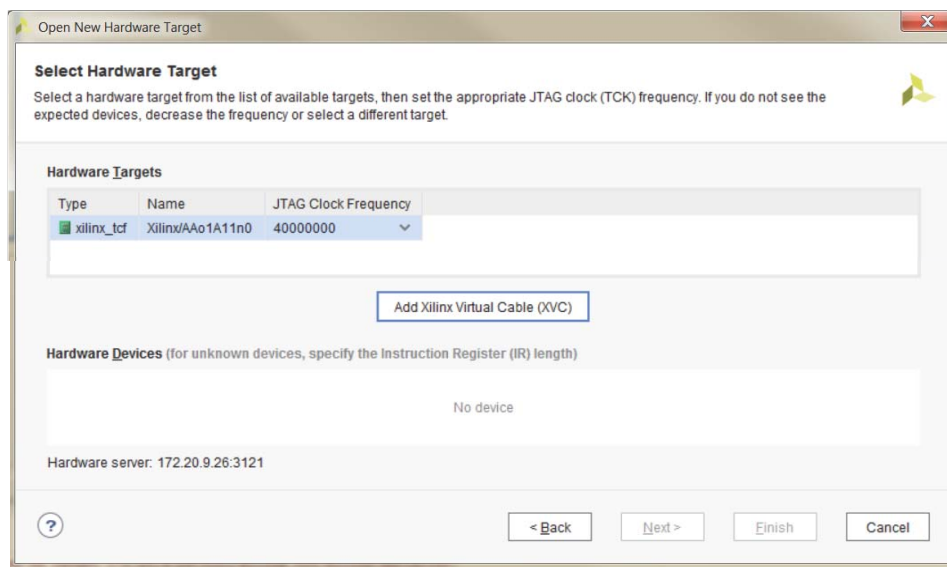 Open New Hardware Target
X
Select Hardware Target
Select a hardware target from the list of available targets, then set the appropriate JTAG clock (TCK) frequency. If you do not see the
expected devices, decrease the frequency or select a different target.
Hardware Targets
Type Name JTAG Clock Frequency
xilinx_tcf Xilinx/AAo1A11n0 40000000
Add Xilinx Virtual Cable (XVC)
Hardware Devices (for unknown devices, specify the Instruction Register (IR) length)
No device
Hardware server: 172.20.9.26:3121
? < Back Next > Finish Cancel